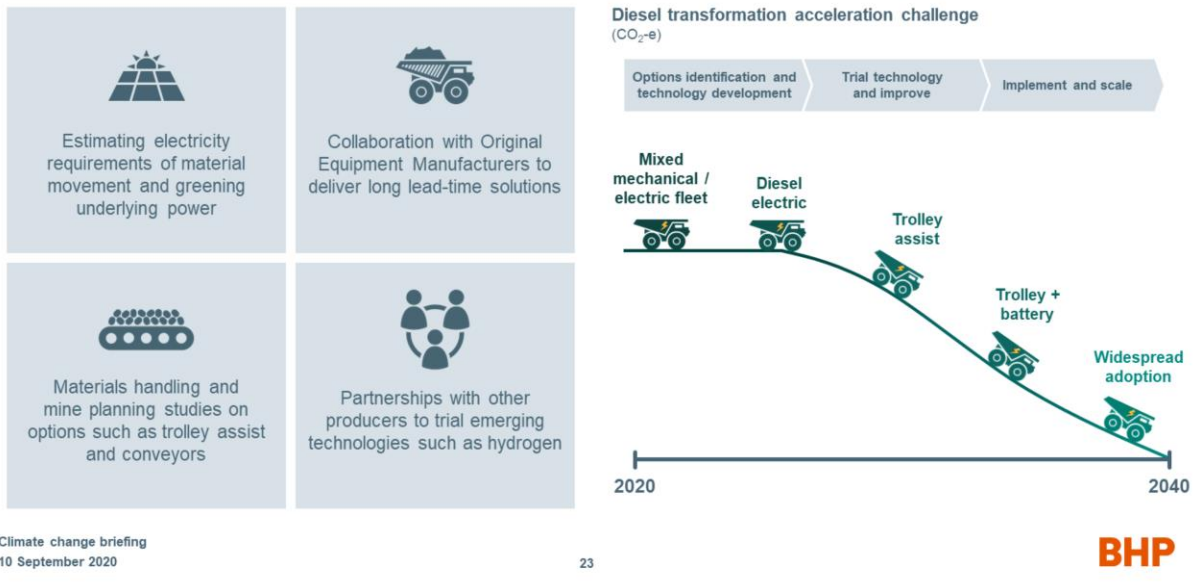 Estimating electricity
requirements of material
movement and greening
underlying power
Collaboration with Original
Equipment Manufacturers to
deliver long lead-time solutions
Materials handling and
mine planning studies on
options such as trolley assist
and conveyors
Partnerships with other
producers to trial emerging
technologies such as hydrogen
Diesel transformation acceleration challenge
(CO₂-e)
Options identification and
technology development
Trial technology
and improve
Implement and scale
Mixed
mechanical /
electric fleet
Diesel
electric
Trolley
assist
Trolley +
battery
Widespread
adoption
2020
2040
Climate change briefing
10 September 2020
23
BHP